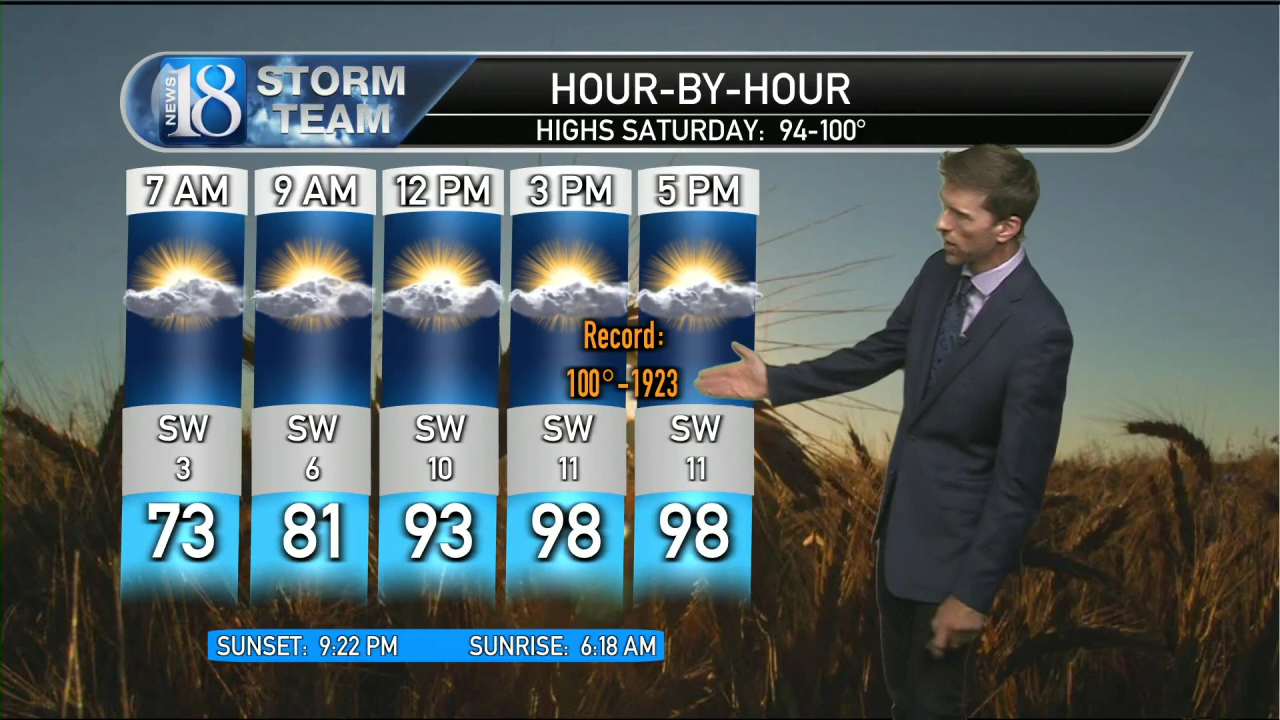 NEWS 18 STORM TEAM
HOUR-BY-HOUR
HIGHS SATURDAY: 94-100°
7 AM 9 AM 12 PM 3 PM 5 PM
Record:
100°-1923
SW SW SW SW SW
3 6 10 11 11
73 81 93 98 98
SUNSET: 9:22 PM SUNRISE: 6:18 AM